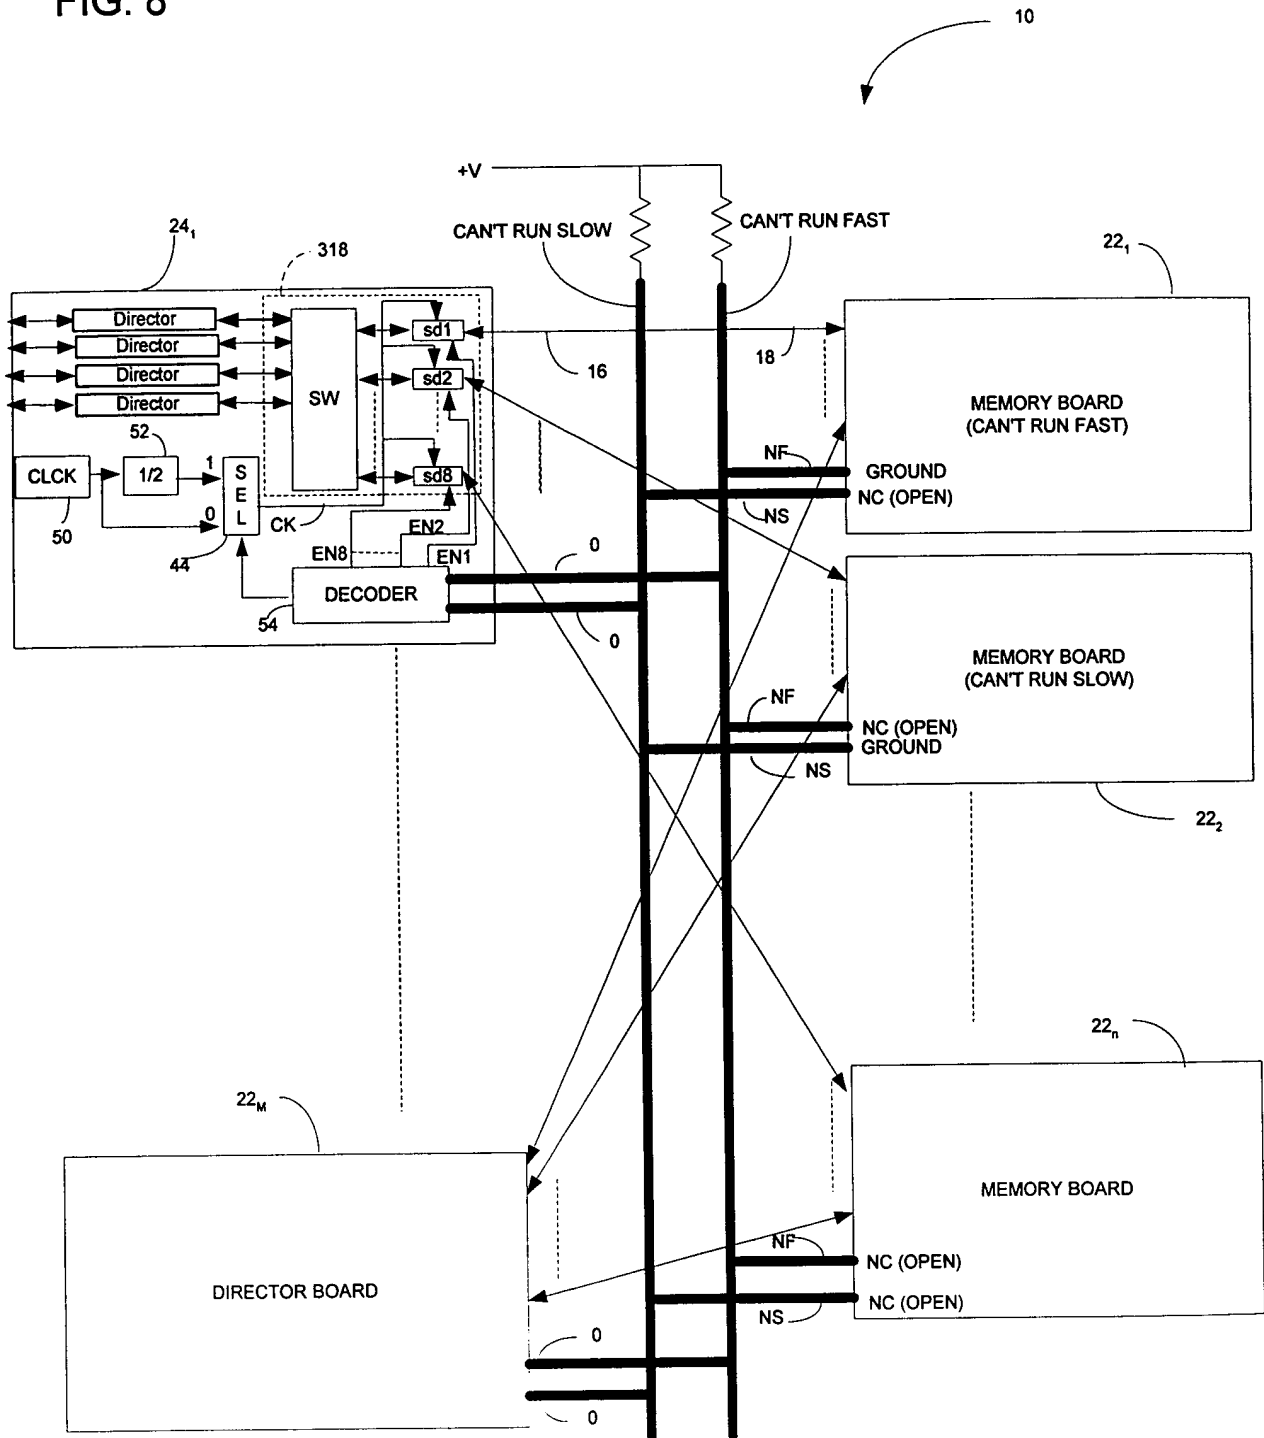 FIG. 8
10
+V
CAN'T RUN SLOW
CAN'T RUN FAST
24₁
318
22₁
Director
Director
Director
Director
SW
sd1
sd2
sd8
16
18
MEMORY BOARD
(CAN'T RUN FAST)
NF
GROUND
NC (OPEN)
NS
52
CLCK
1/2
1
0
SEL
50
44
CK
EN8
EN2
EN1
DECODER
54
0
0
MEMORY BOARD
(CAN'T RUN SLOW)
NF
NC (OPEN)
GROUND
NS
22₂
22ₙ
22M
MEMORY BOARD
NF
NC (OPEN)
NC (OPEN)
NS
DIRECTOR BOARD
0
0